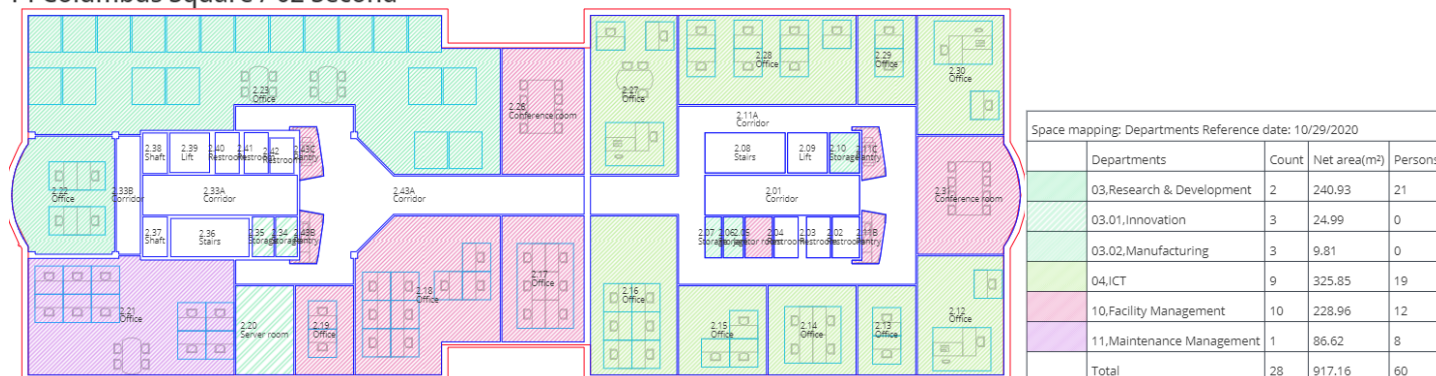 2.28
Office
2.29
Office
2.30
Office
2.23
Office
2.27
Office
2.26
Conference room
2.11A
Corridor
2.38
Shaft
2.39
Lift
2.40
Restroom
2.41
Restroom
2.42
Restroom
2.43C
Pantry
2.08
Stairs
2.09
Lift
2.10
Storage
2.11C
Pantry
2.22
Office
2.33B
Corridor
2.33A
Corridor
2.43A
Corridor
2.01
Corridor
2.31
Conference room
2.37
Shaft
2.36
Stairs
2.35
Storage
2.34
Storage
2.43B
Pantry
2.07
Storage
2.06
Storage
2.05
2.04
Restroom
2.03
Restroom
2.02
Restroom
2.11B
Pantry
2.21
Office
2.20
Server room
2.19
Office
2.18
Office
2.17
Office
2.16
Office
2.15
Office
2.14
Office
2.13
Office
2.12
Office
Space mapping: Departments Reference date: 10/29/2020
Departments Count Net area(m²) Persons
03,Research & Development 2 240.93 21
03.01,Innovation 3 24.99 0
03.02,Manufacturing 3 9.81 0
04,ICT 9 325.85 19
10,Facility Management 10 228.96 12
11,Maintenance Management 1 86.62 8
Total 28 917.16 60